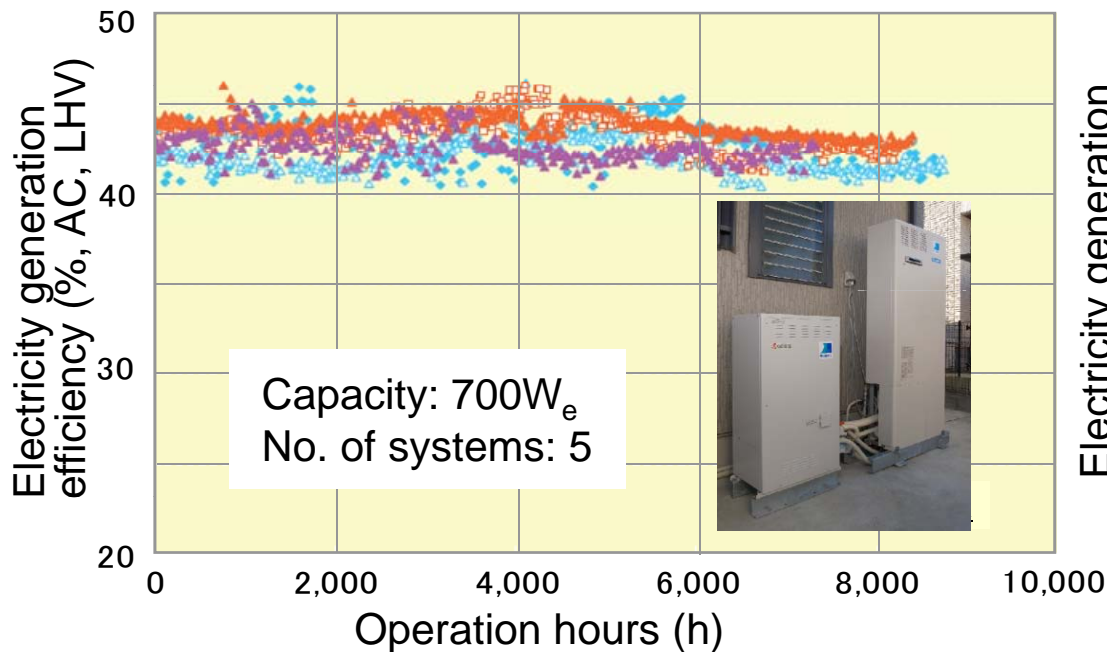 50
40
30
20
Electricity generation
efficiency (%, AC, LHV)
Capacity: 700We
No. of systems: 5
0
2,000
4,000
6,000
8,000
10,000
Operation hours (h)
Electricity generation